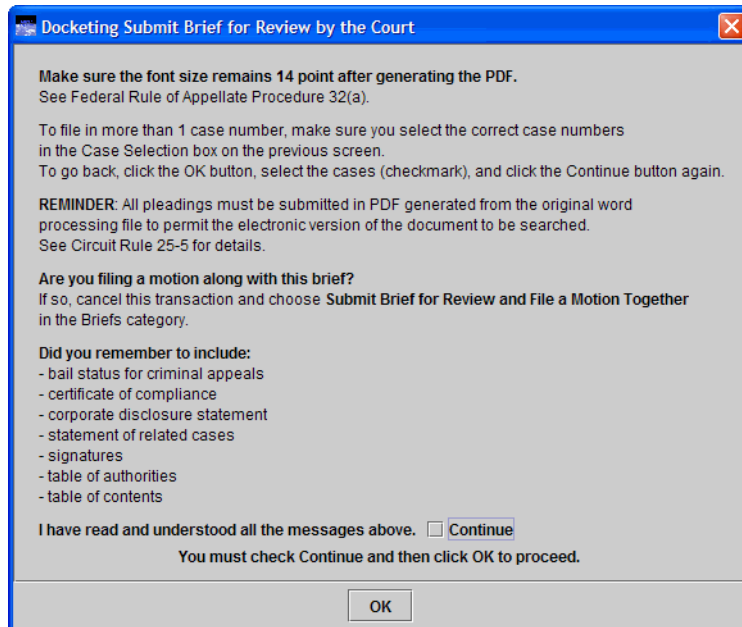 Docketing Submit Brief for Review by the Court
Make sure the font size remains 14 point after generating the PDF.
See Federal Rule of Appellate Procedure 32(a).
To file in more than 1 case number, make sure you select the correct case numbers
in the Case Selection box on the previous screen.
To go back, click the OK button, select the cases (checkmark), and click the Continue button again.
REMINDER: All pleadings must be submitted in PDF generated from the original word
processing file to permit the electronic version of the document to be searched.
See Circuit Rule 25-5 for details.
Are you filing a motion along with this brief?
If so, cancel this transaction and choose Submit Brief for Review and File a Motion Together
in the Briefs category.
Did you remember to include:
- bail status for criminal appeals
- certificate of compliance
- corporate disclosure statement
- statement of related cases
- signatures
- table of authorities
- table of contents
I have read and understood all the messages above. Continue
You must check Continue and then click OK to proceed.
OK